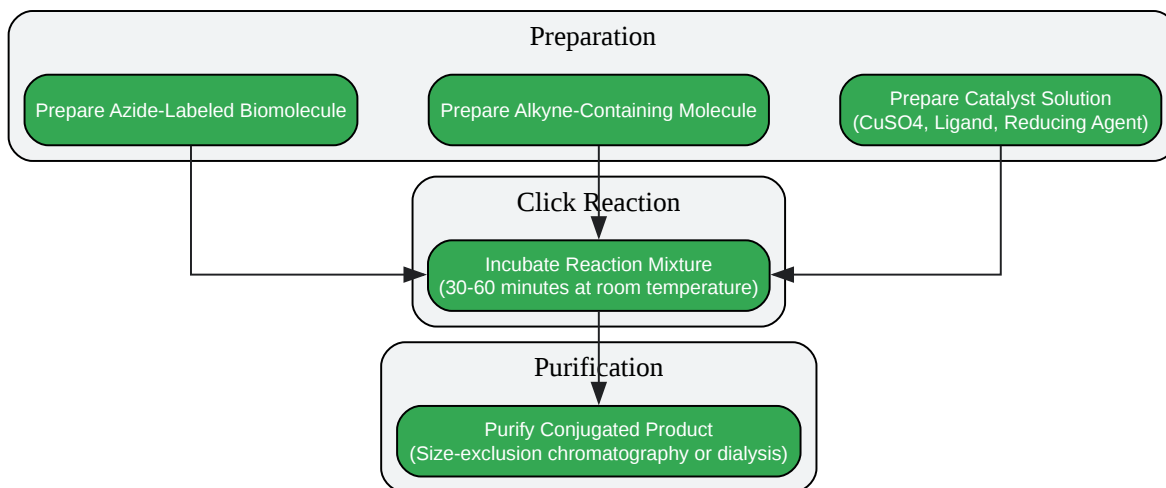 Preparation
Prepare Azide-Labeled Biomolecule
Prepare Alkyne-Containing Molecule
Prepare Catalyst Solution
(CuSO4, Ligand, Reducing Agent)
Click Reaction
Incubate Reaction Mixture
(30-60 minutes at room temperature)
Purification
Purify Conjugated Product
(Size-exclusion chromatography or dialysis)